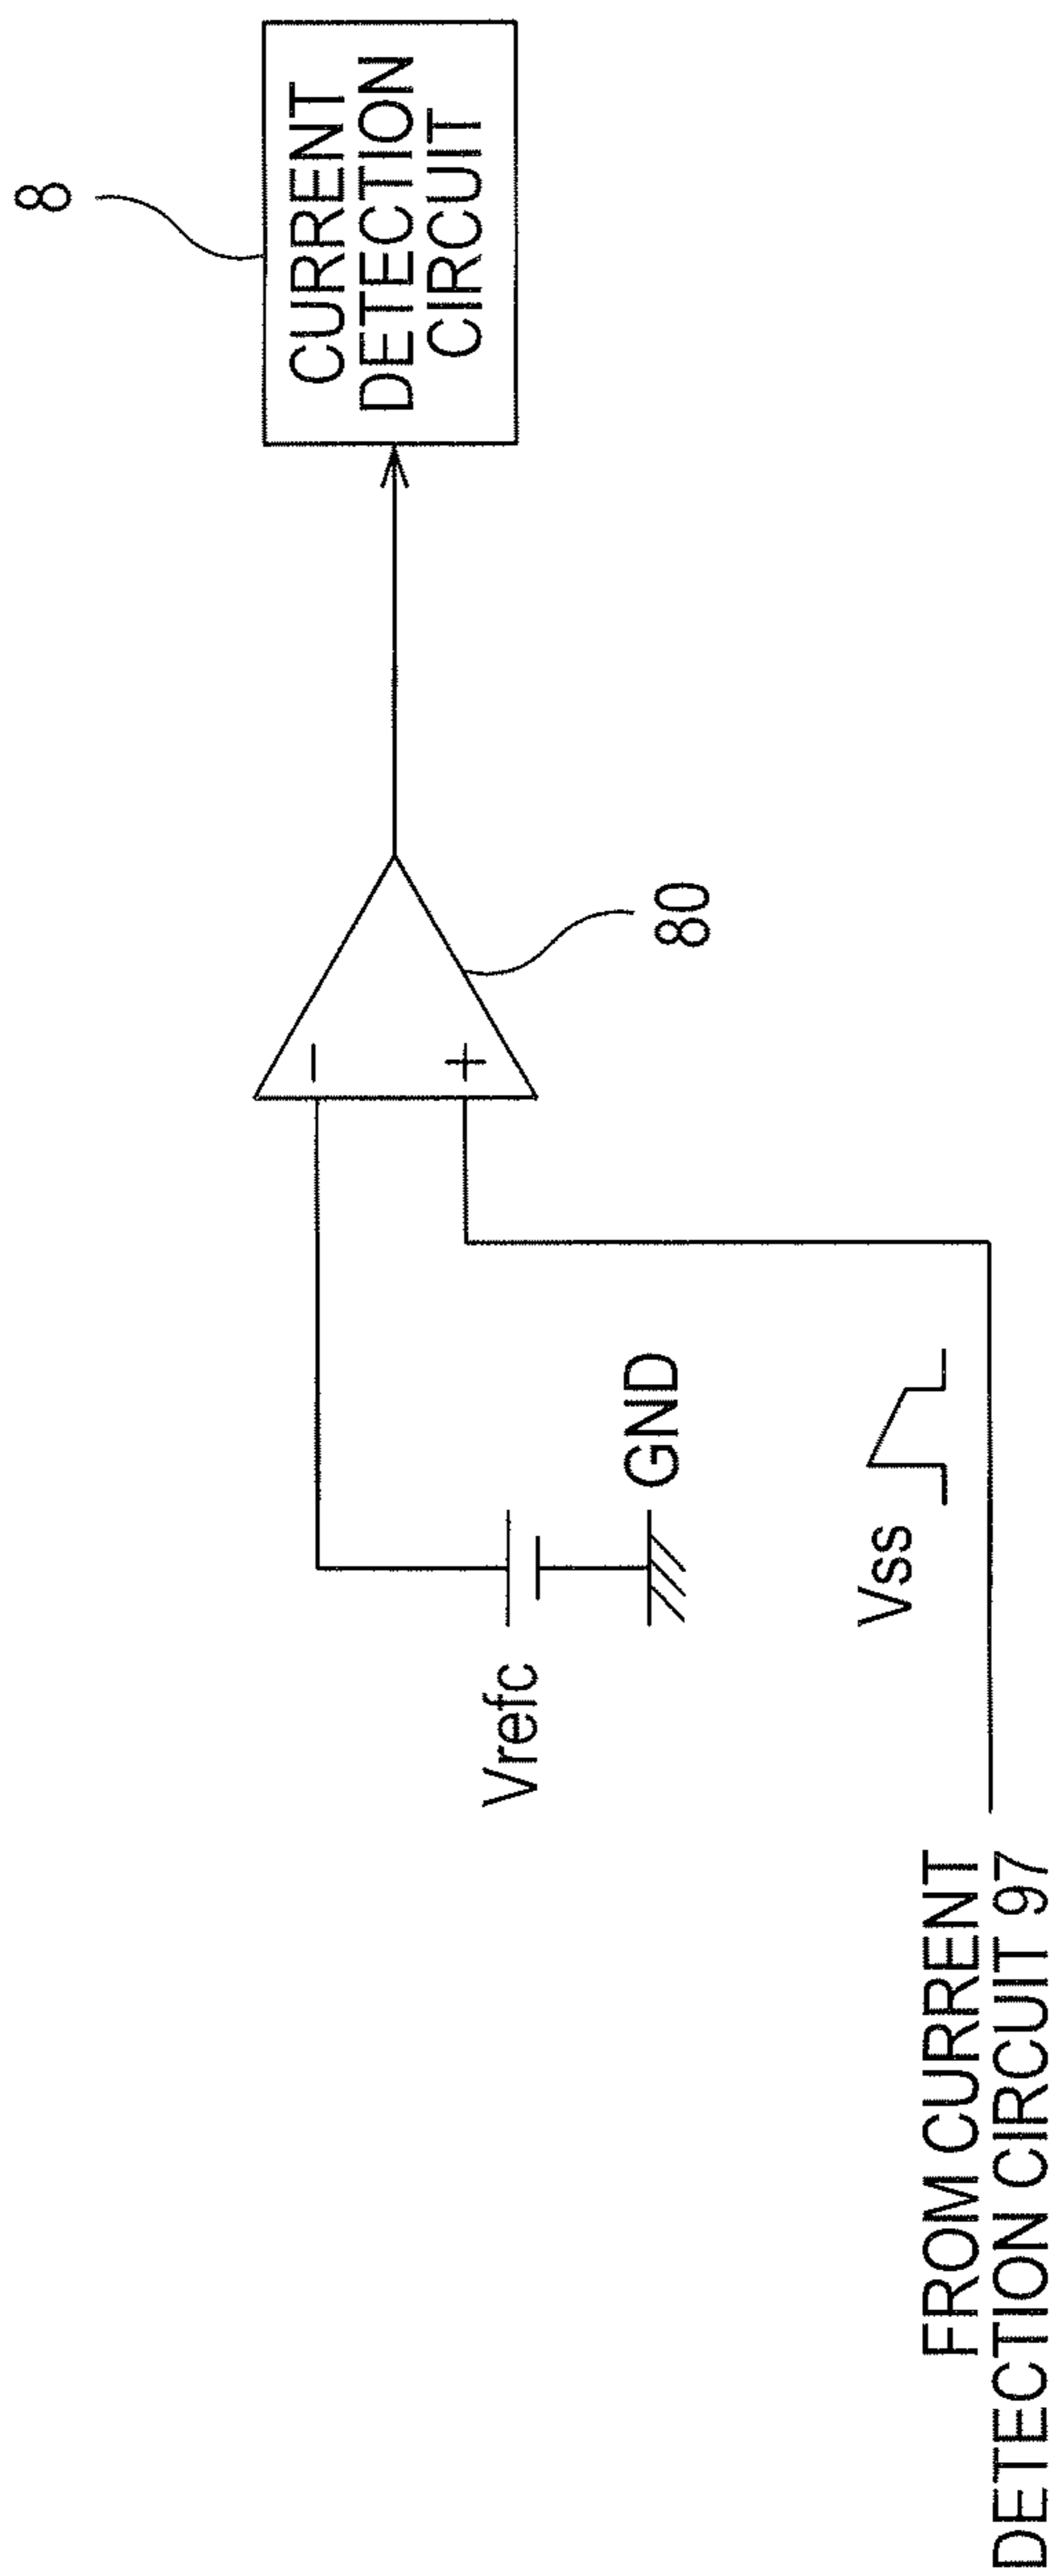 8
CURRENT
DETECTION
CIRCUIT
−
+
80
Vrefc
GND
Vss
FROM CURRENT
DETECTION CIRCUIT 97